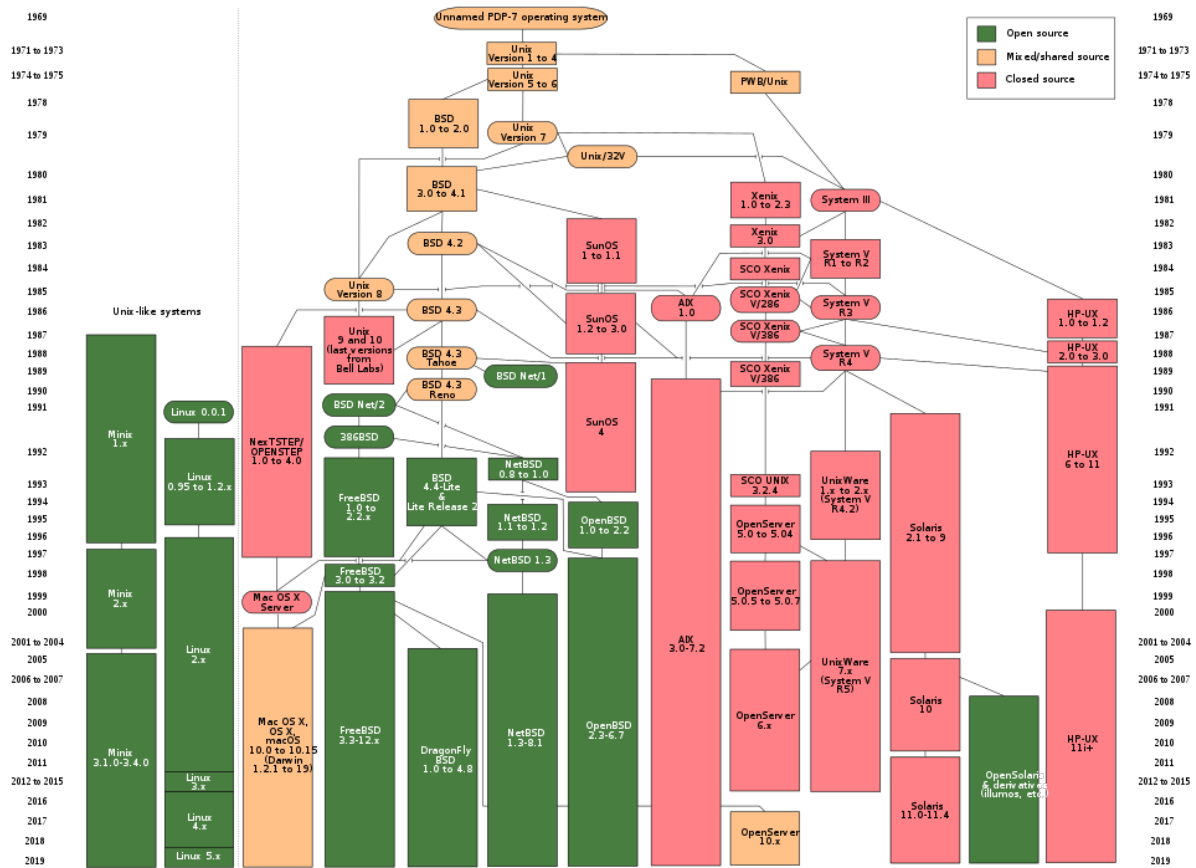 1969
1971 to 1973
1974 to 1975
1978
1979
1980
1981
1982
1983
1984
1985
1986
1987
1988
1989
1990
1991
1992
1993
1994
1995
1996
1997
1998
1999
2000
2001 to 2004
2005
2006 to 2007
2008
2009
2010
2011
2012 to 2015
2016
2017
2018
2019
Unix-like systems
Minix
1.x
Minix
2.x
Minix
3.1.0-3.4.0
Linux 0.0.1
Linux
0.95 to 1.2.x
Linux
2.x
Linux
3.x
Linux
4.x
Linux 5.x
Unnamed PDP-7 operating system
Unix
Version 1 to 4
Unix
Version 5 to 6
PWB/Unix
BSD
1.0 to 2.0
Unix
Version 7
Unix/32V
BSD
3.0 to 4.1
Xenix
1.0 to 2.3
System III
Xenix
3.0
BSD 4.2
SunOS
1 to 1.1
SCO Xenix
System V
R1 to R2
Unix
Version 8
SCO Xenix
V/286
AIX
1.0
System V
R3
BSD 4.3
SunOS
1.2 to 3.0
SCO Xenix
V/386
HP-UX
1.0 to 1.2
Unix
9 and 10
(last versions
from
Bell Labs)
BSD 4.3
Tahoe
System V
R4
HP-UX
2.0 to 3.0
BSD Net/1
SCO Xenix
V/386
BSD 4.3
Reno
BSD Net/2
SunOS
4
386BSD
NexTSTEP/
OPENSTEP
1.0 to 4.0
HP-UX
6 to 11
NetBSD
0.8 to 1.0
FreeBSD
1.0 to
2.2.x
BSD
4.4-Lite
&
Lite Release 2
SCO UNIX
3.2.4
UnixWare
1.x to 2.x
(System V
R4.2)
NetBSD
1.1 to 1.2
OpenBSD
1.0 to 2.2
OpenServer
5.0 to 5.04
Solaris
2.1 to 9
NetBSD 1.3
FreeBSD
3.0 to 3.2
OpenServer
5.0.5 to 5.0.7
Mac OS X
Server
AIX
3.0-7.2
UnixWare
7.x
(System V
R5)
OpenServer
6.x
Solaris
10
Mac OS X,
OS X,
macOS
10.0 to 10.15
(Darwin
1.2.1 to 19)
FreeBSD
3.3-12.x
DragonFly
BSD
1.0 to 4.8
NetBSD
1.3-8.1
OpenBSD
2.3-6.7
HP-UX
11i+
OpenSolaris
& derivatives
(illumos, etc.)
Solaris
11.0-11.4
OpenServer
10.x
Open source
Mixed/shared source
Closed source
1969
1971 to 1973
1974 to 1975
1978
1979
1980
1981
1982
1983
1984
1985
1986
1987
1988
1989
1990
1991
1992
1993
1994
1995
1996
1997
1998
1999
2000
2001 to 2004
2005
2006 to 2007
2008
2009
2010
2011
2012 to 2015
2016
2017
2018
2019